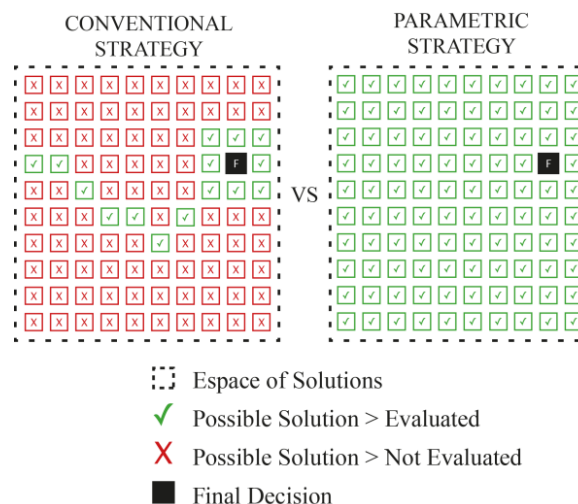 CONVENTIONAL
STRATEGY
PARAMETRIC
STRATEGY
F
F
VS
Espace of Solutions
✓ Possible Solution > Evaluated
X Possible Solution > Not Evaluated
Final Decision